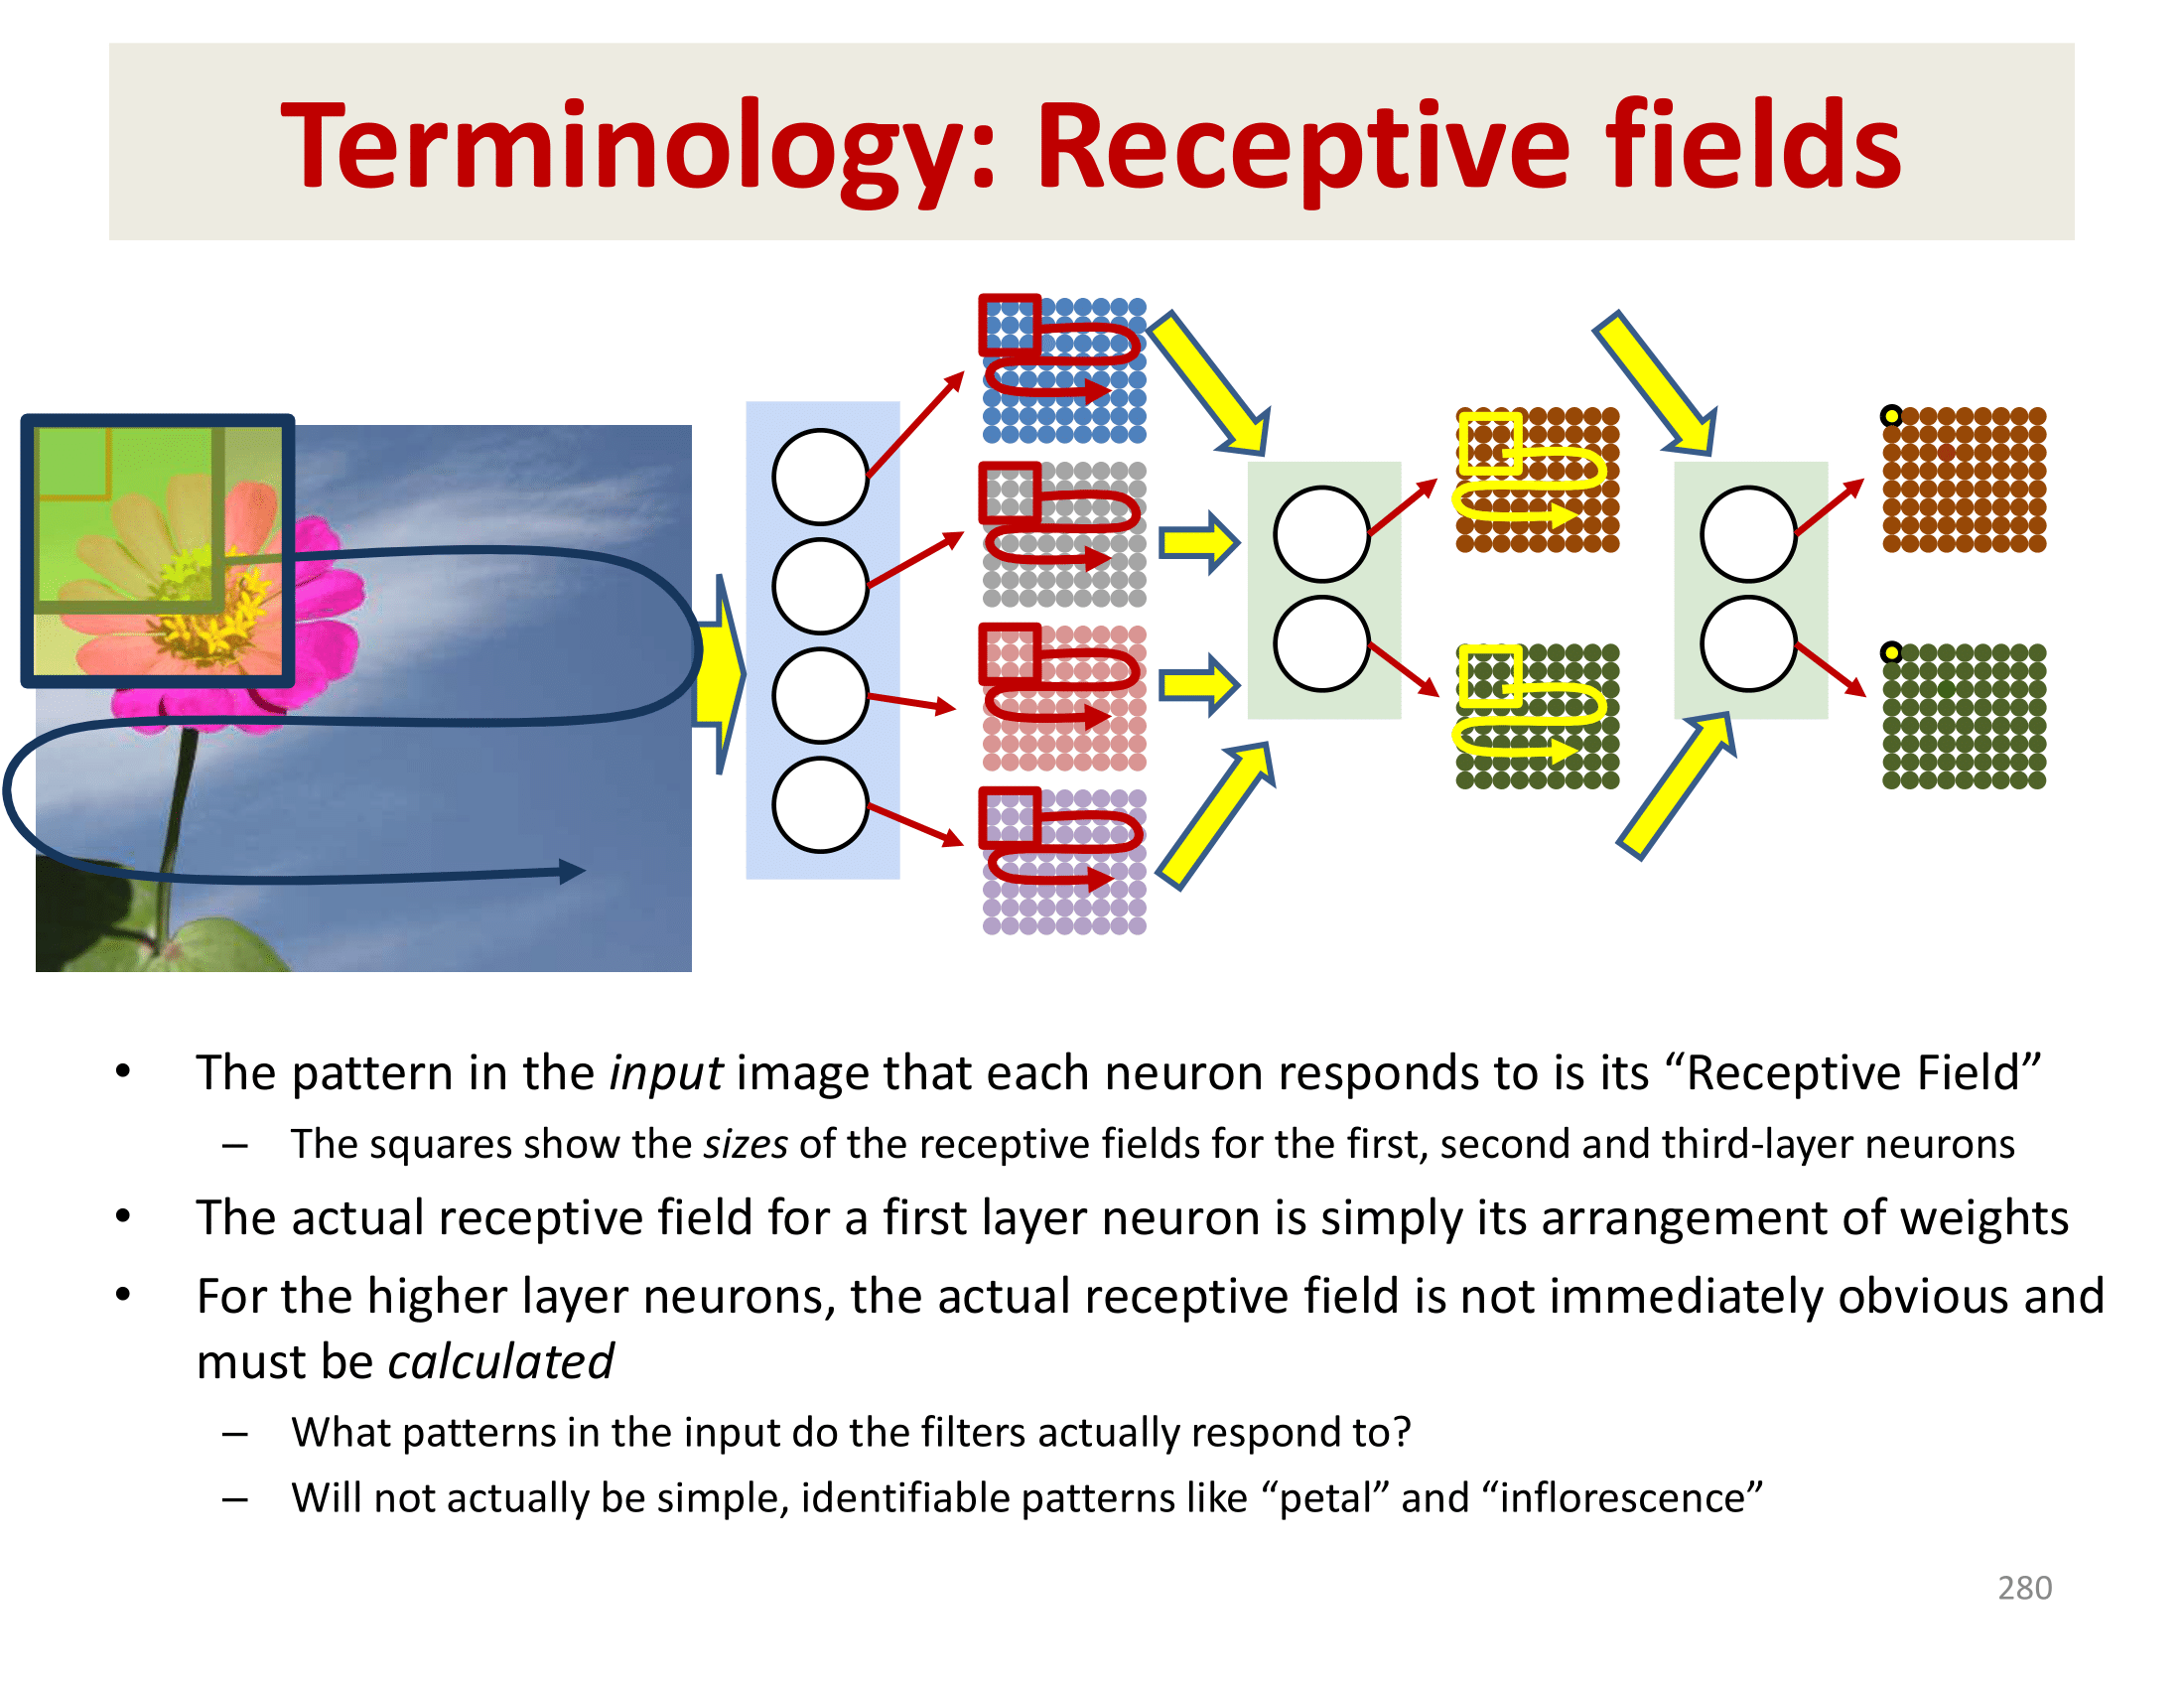 Terminology: Receptive fields
• The pattern in the input image that each neuron responds to is its “Receptive Field”
– The squares show the sizes of the receptive fields for the first, second and third-layer neurons
• The actual receptive field for a first layer neuron is simply its arrangement of weights
• For the higher layer neurons, the actual receptive field is not immediately obvious and
must be calculated
– What patterns in the input do the filters actually respond to?
– Will not actually be simple, identifiable patterns like “petal” and “inflorescence”
280